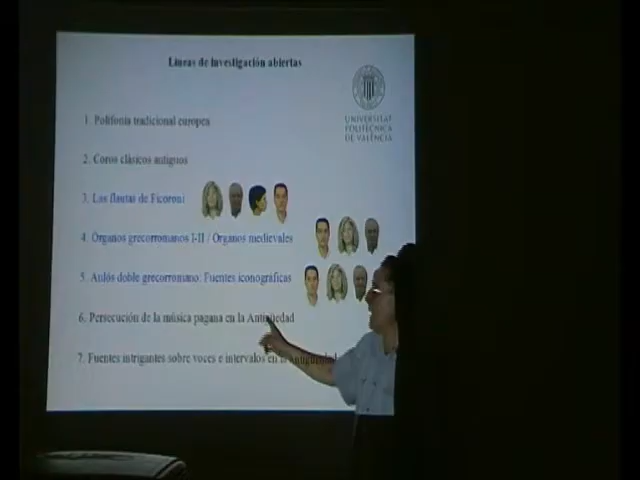 Líneas de investigación abiertas
UNIVERSITAT
POLITÈCNICA
DE VALÈNCIA
1. Polifonía tradicional europea
2. Coros clásicos antiguos
3. Las flautas de Ficoroni
4. Órganos grecorromanos I-II / Órganos medievales
5. Aulós doble grecorromano: Fuentes iconográficas
6. Persecución de la música pagana en la Antigüedad
7. Fuentes intrigantes sobre voces e intervalos en la Antigüedad